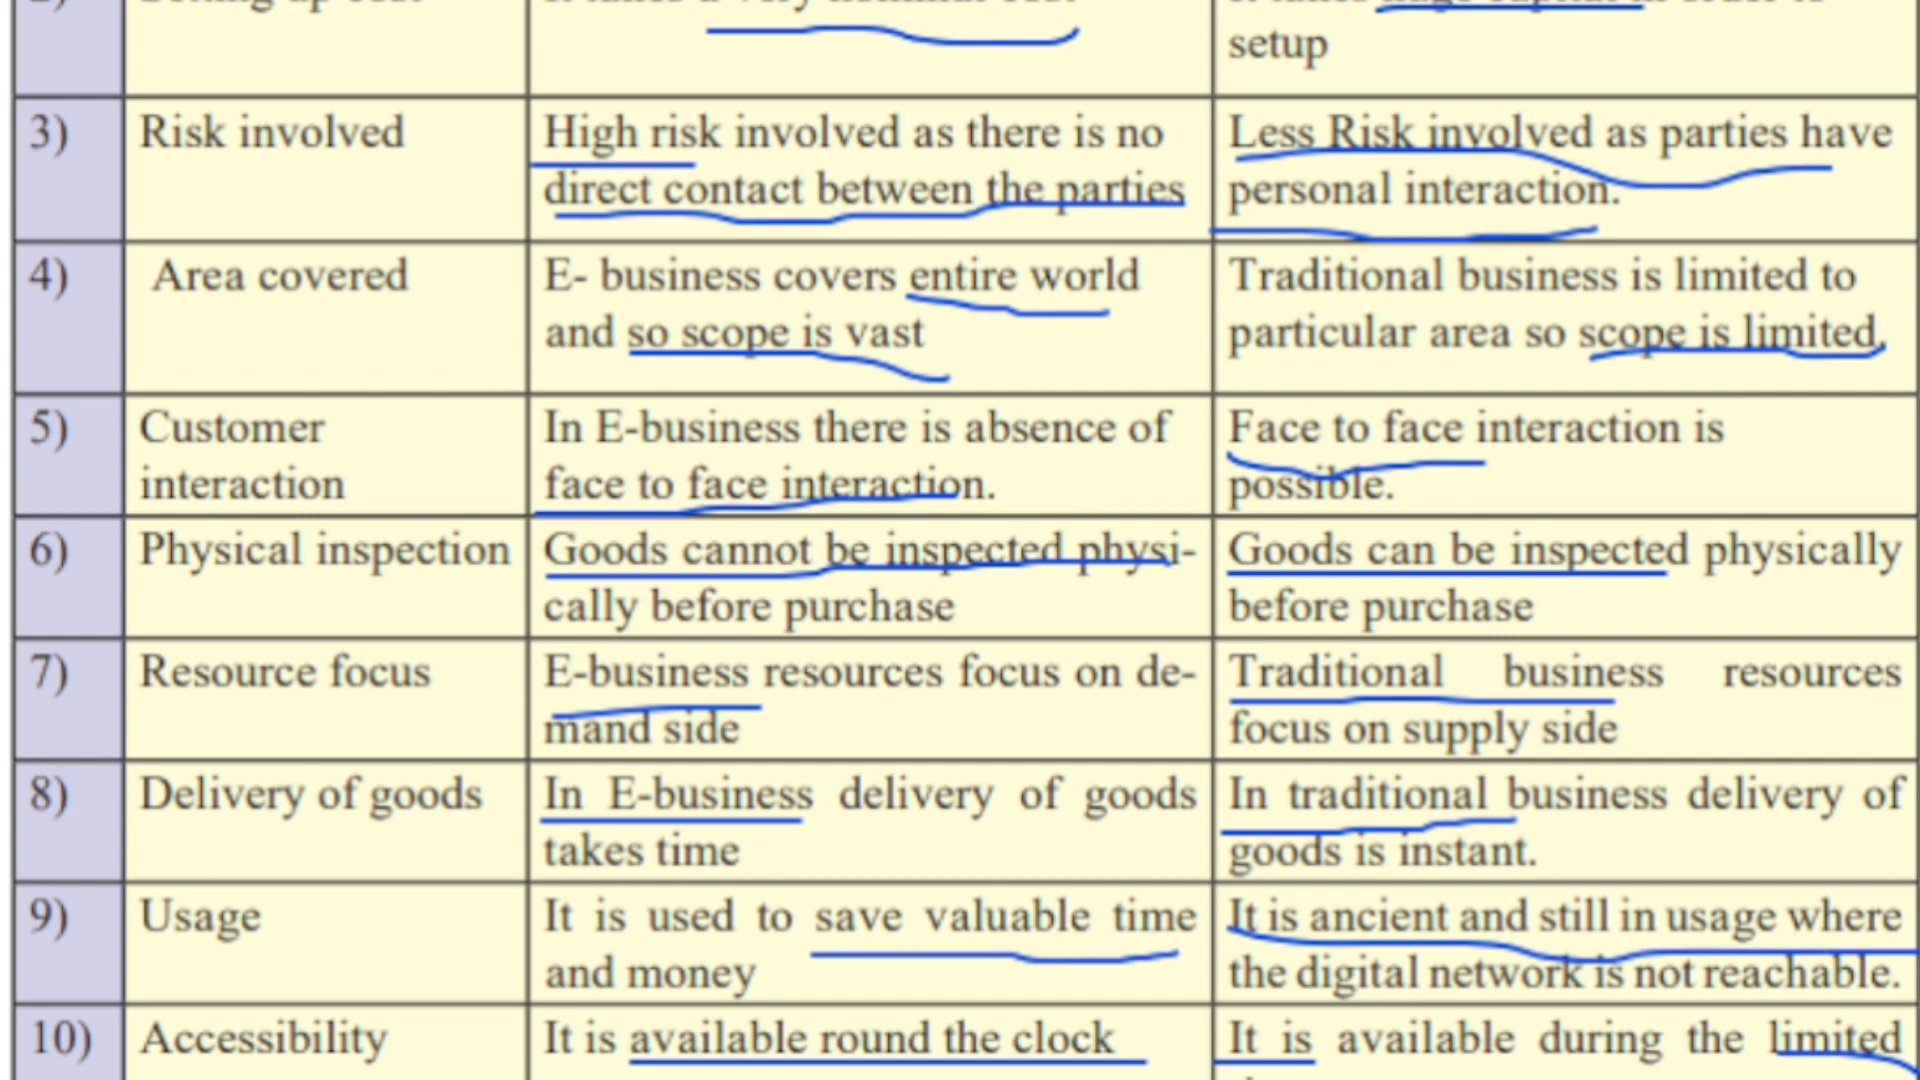 setup
3) Risk involved High risk involved as there is no Less Risk involved as parties have
direct contact between the parties personal interaction.
4) Area covered E- business covers entire world Traditional business is limited to
and so scope is vast particular area so scope is limited.
5) Customer In E-business there is absence of Face to face interaction is
interaction face to face interaction. possible.
6) Physical inspection Goods cannot be inspected physi- Goods can be inspected physically
cally before purchase before purchase
7) Resource focus E-business resources focus on de- Traditional business resources
mand side focus on supply side
8) Delivery of goods In E-business delivery of goods In traditional business delivery of
takes time goods is instant.
9) Usage It is used to save valuable time It is ancient and still in usage where
and money the digital network is not reachable.
10) Accessibility It is available round the clock It is available during the limited